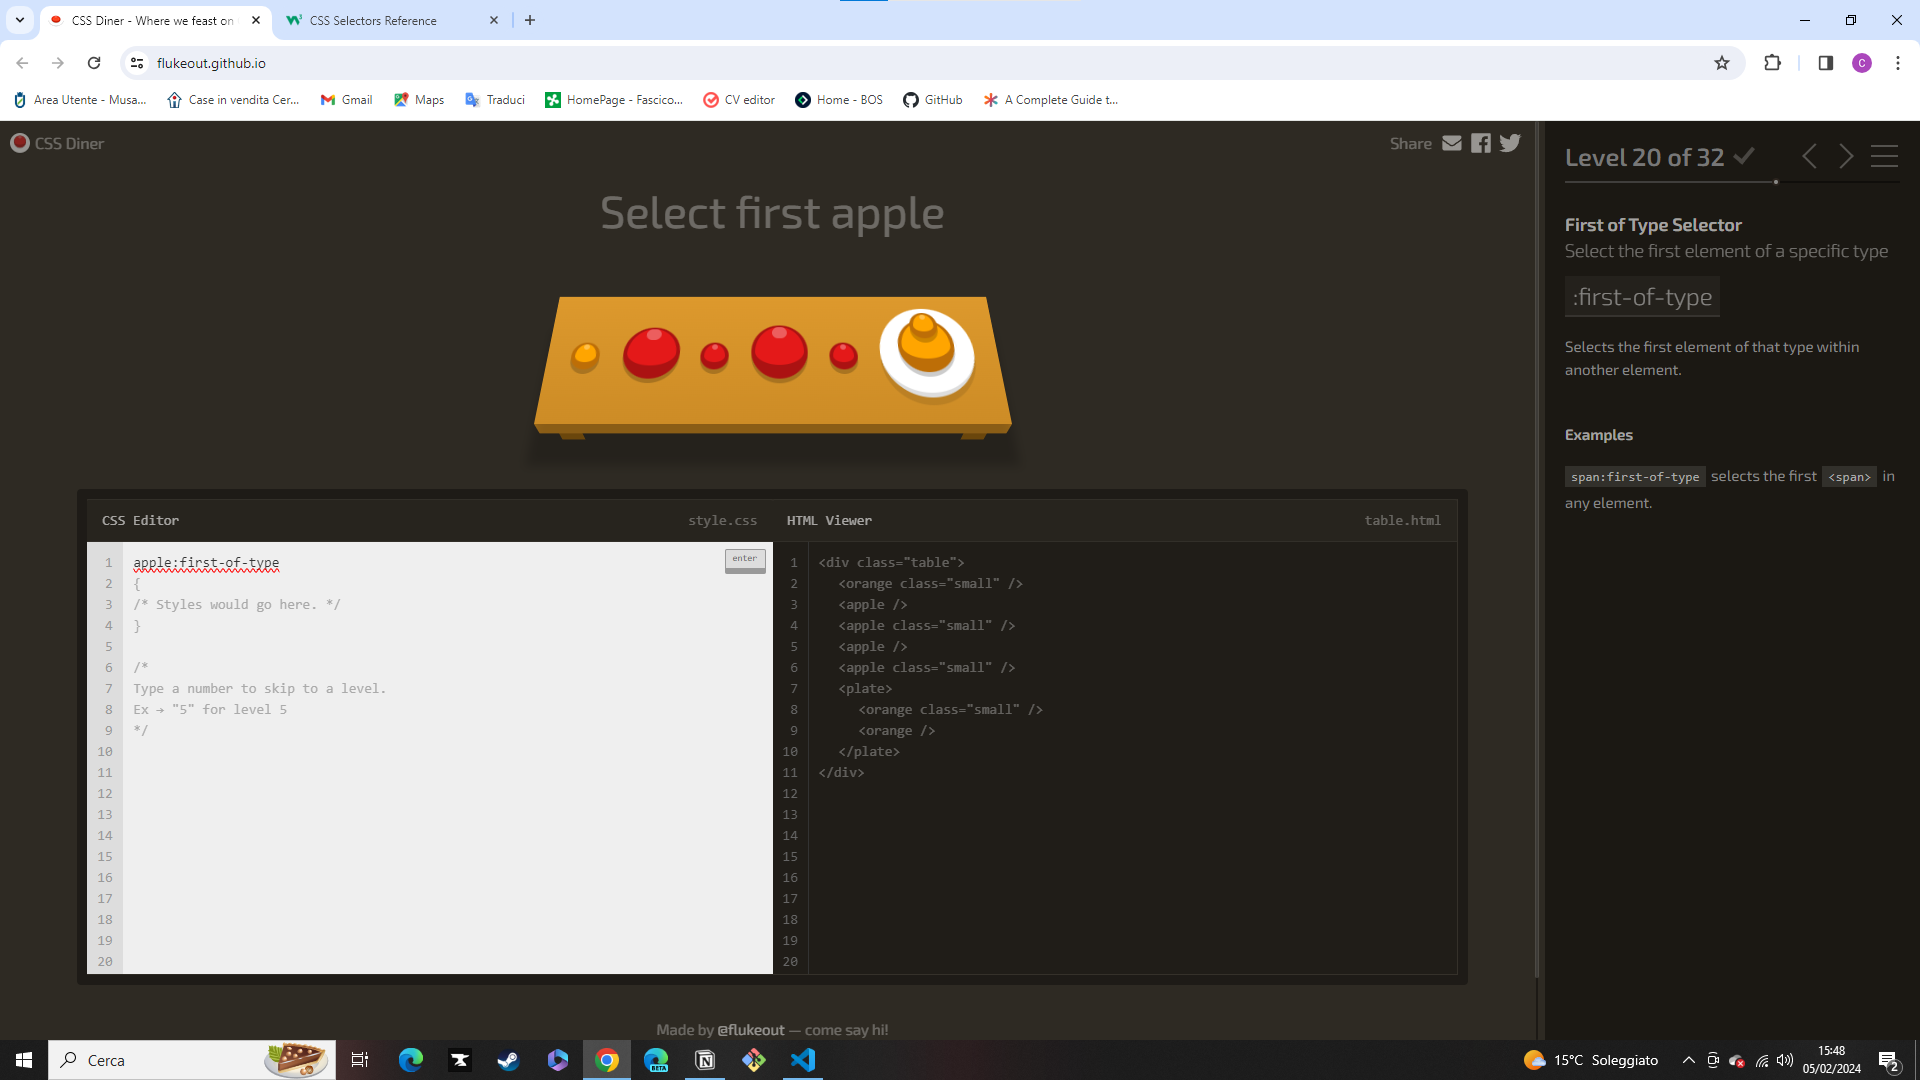 CSS Diner - Where we feast on
CSS Selectors Reference
flukeout.github.io
C
Area Utente - Musa...
Case in vendita Cer...
Gmail
Maps
Traduci
HomePage - Fascico...
CV editor
Home - BOS
GitHub
A Complete Guide t...
CSS Diner
Share
Select first apple
CSS Editor
style.css
enter
1 apple:first-of-type
2 {
3 /* Styles would go here. */
4 }
5
6 /*
7 Type a number to skip to a level.
8 Ex → "5" for level 5
9 */
10
11
12
13
14
15
16
17
18
19
20
HTML Viewer
table.html
1 <div class="table">
2 <orange class="small" />
3 <apple />
4 <apple class="small" />
5 <apple />
6 <apple class="small" />
7 <plate>
8 <orange class="small" />
9 <orange />
10 </plate>
11 </div>
12
13
14
15
16
17
18
19
20
Made by @flukeout — come say hi!
Level 20 of 32
First of Type Selector
Select the first element of a specific type
:first-of-type
Selects the first element of that type within
another element.
Examples
span:first-of-type selects the first <span> in
any element.
Cerca
BETA
15°C Soleggiato
15:48
05/02/2024
2